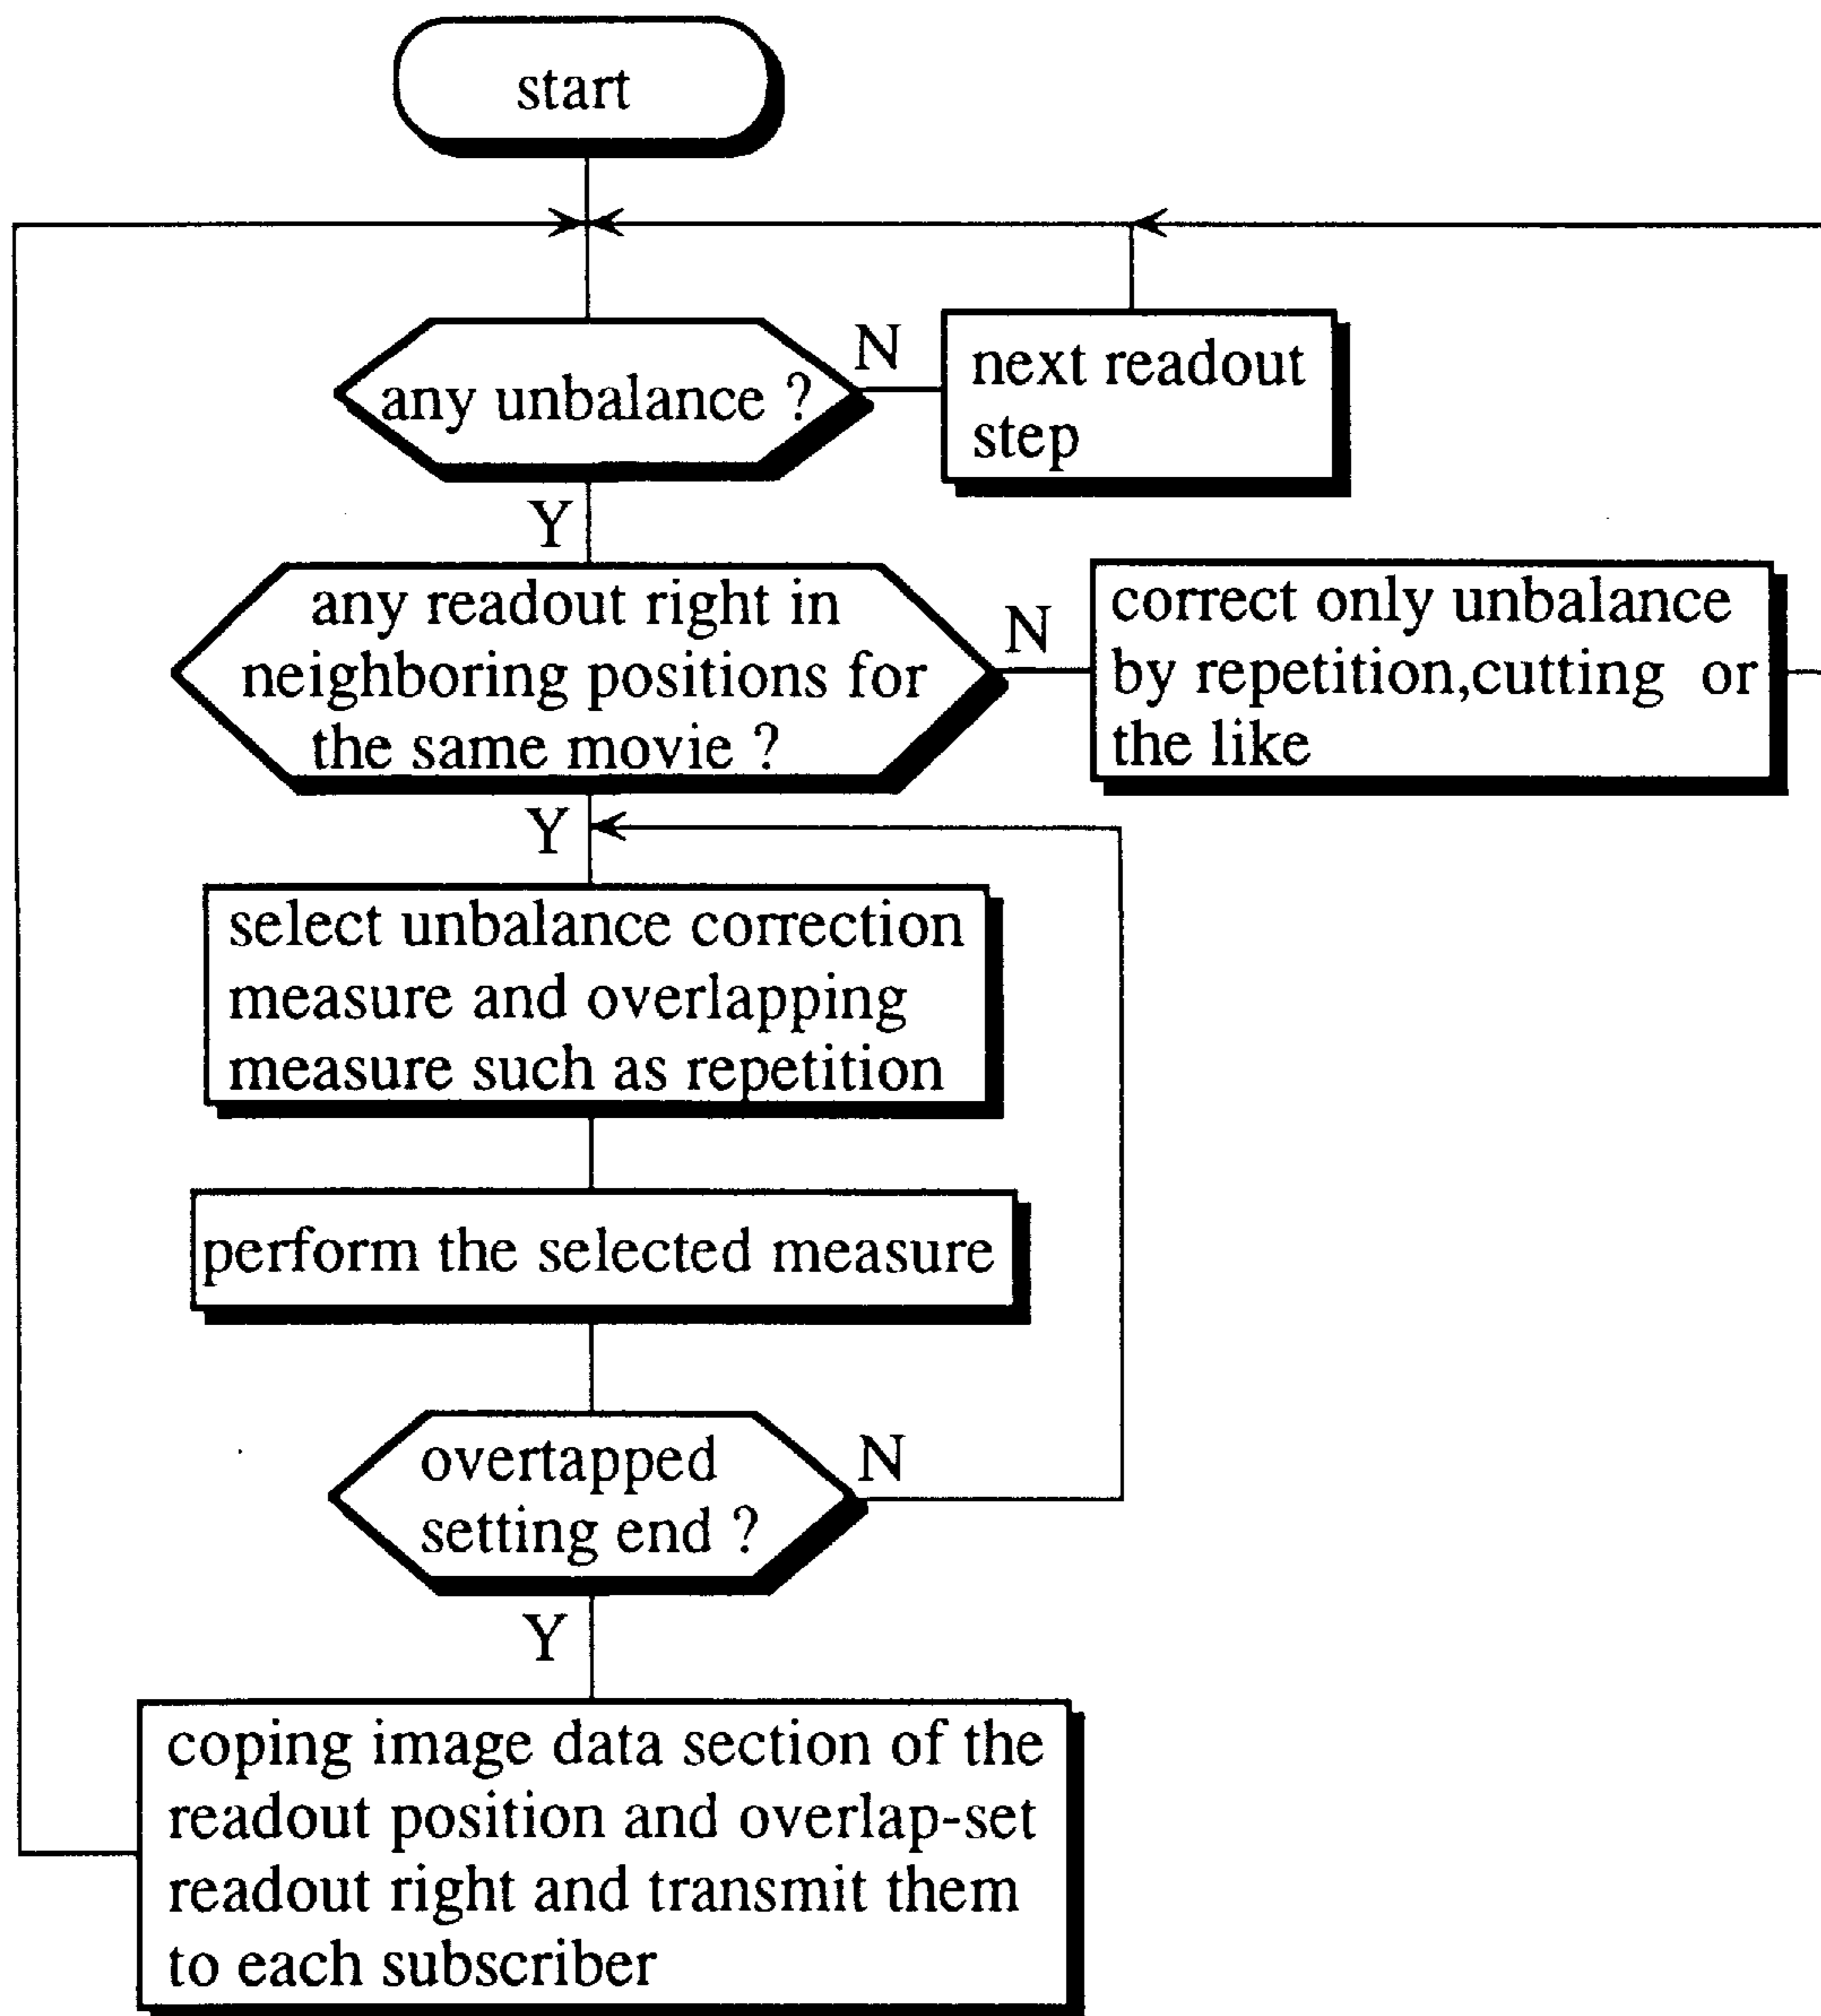 start
any unbalance ?
N
next readout
step
Y
any readout right in
neighboring positions for
the same movie ?
N
correct only unbalance
by repetition,cutting or
the like
Y
select unbalance correction
measure and overlapping
measure such as repetition
perform the selected measure
overtapped
setting end ?
N
Y
coping image data section of the
readout position and overlap-set
readout right and transmit them
to each subscriber